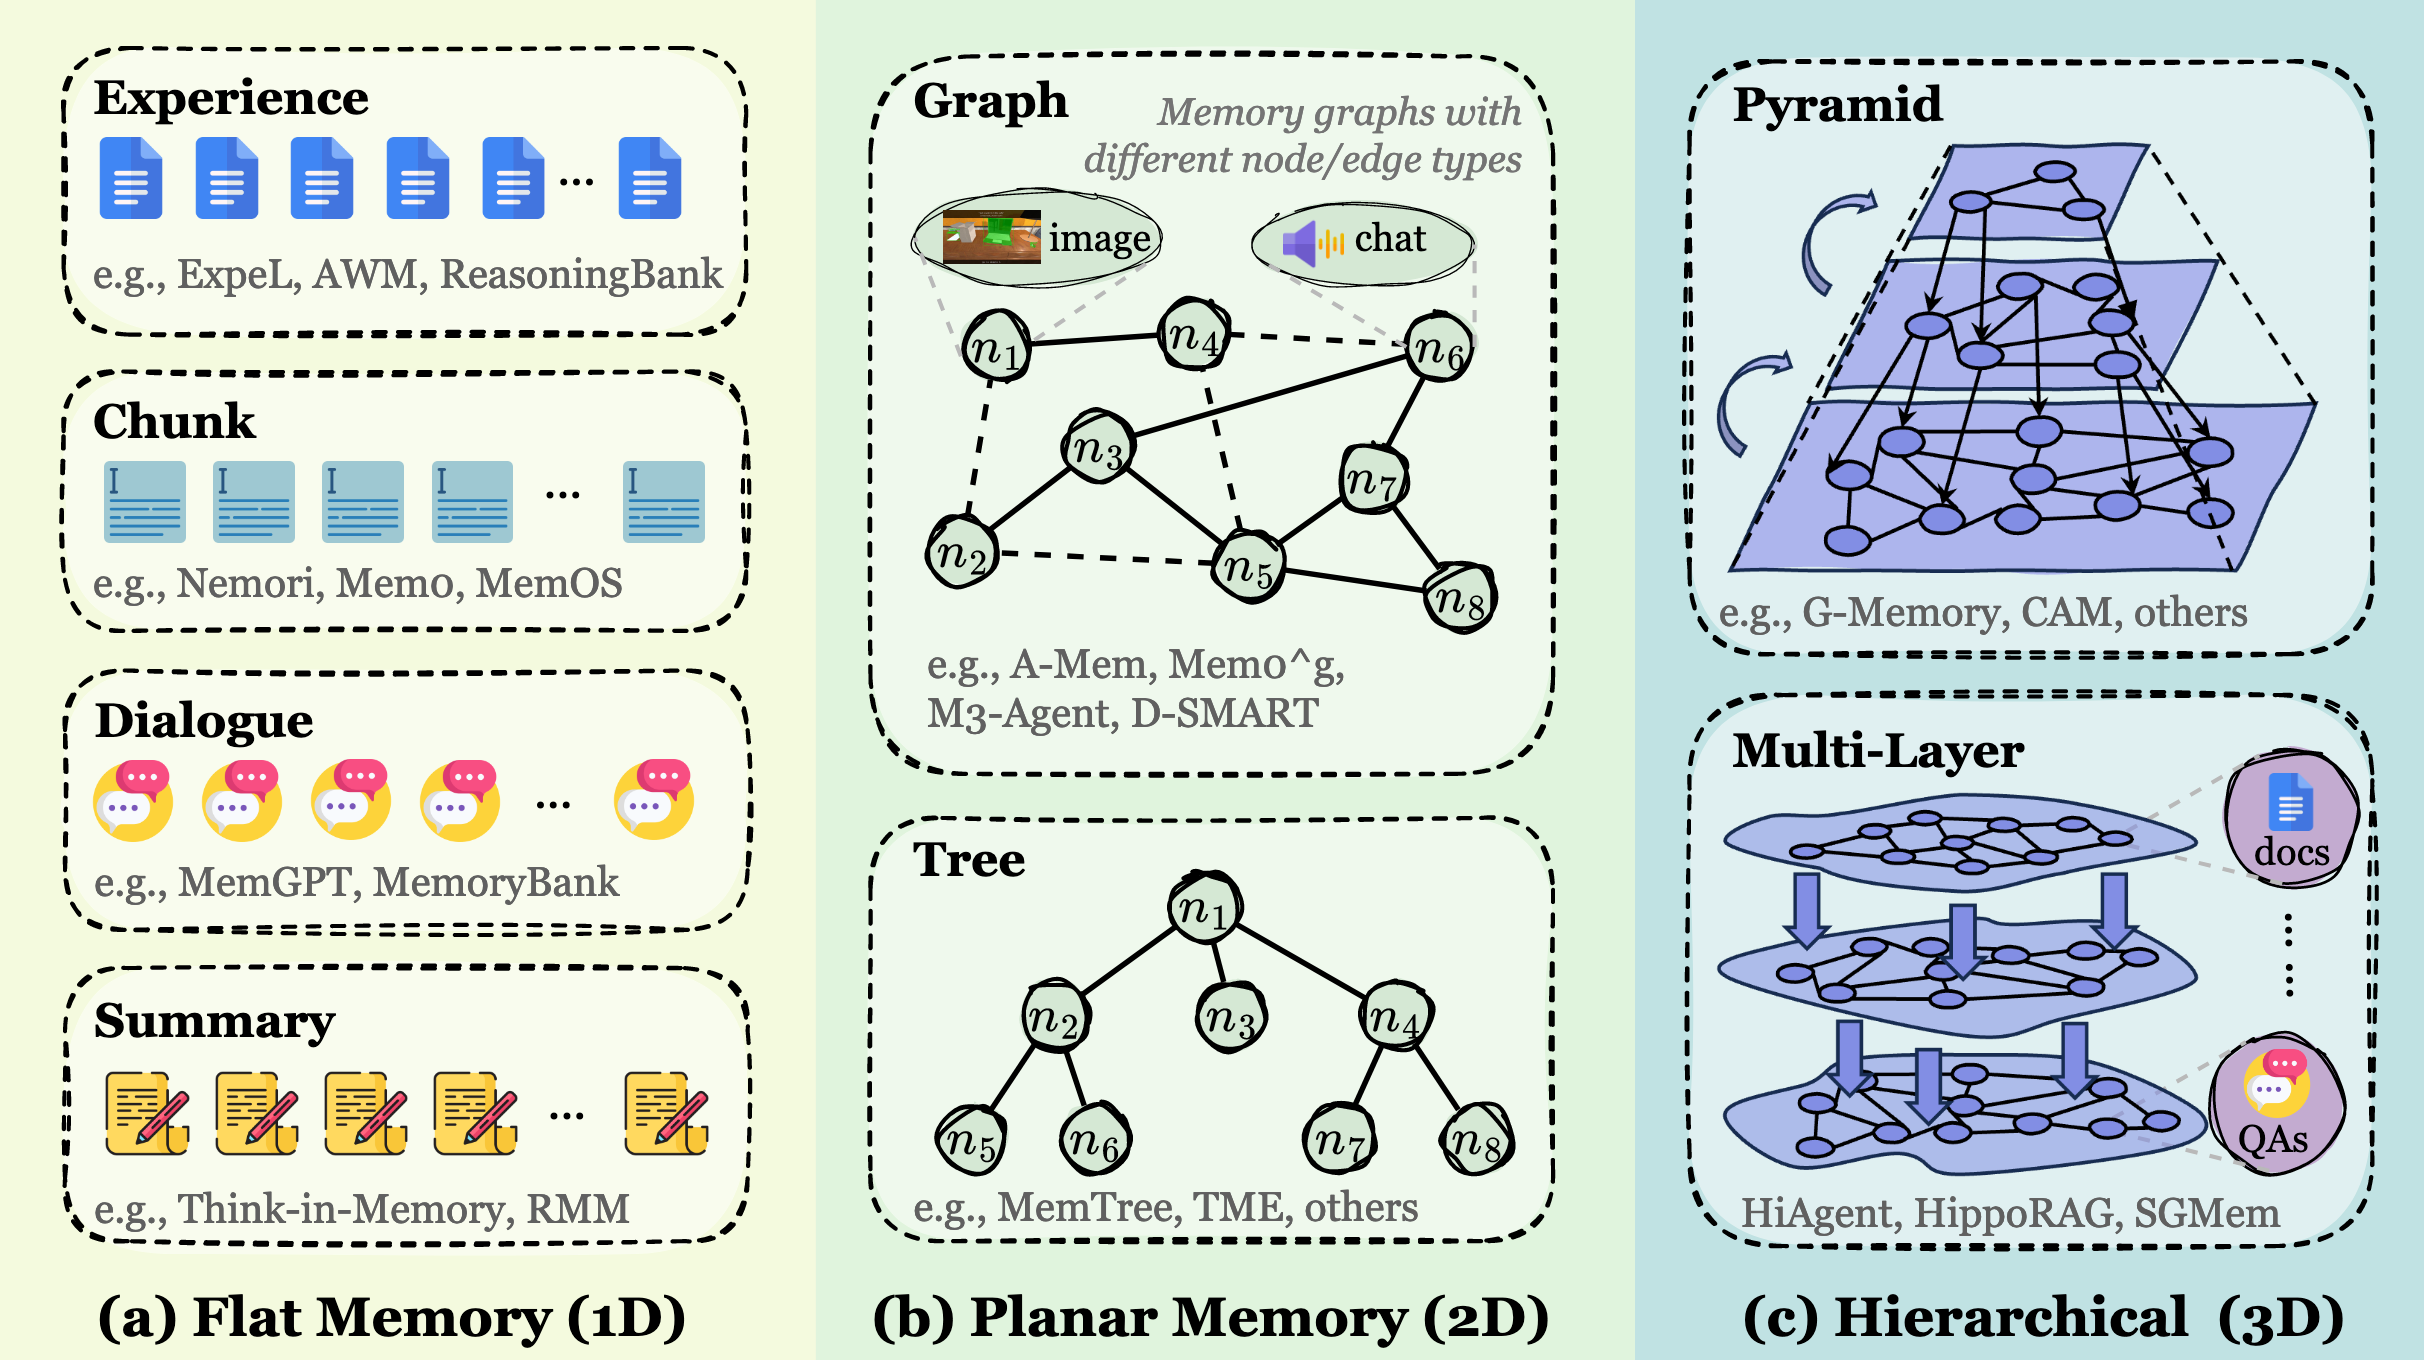 Experience
...
e.g., ExpeL, AWM, ReasoningBank
Chunk
...
e.g., Nemori, Mem0, MemOS
Dialogue
...
e.g., MemGPT, MemoryBank
Summary
...
e.g., Think-in-Memory, RMM
(a) Flat Memory (1D)
Graph
Memory graphs with
different node/edge types
image
chat
n1
n4
n6
n3
n7
n2
n5
n8
e.g., A-Mem, Mem0^g,
M3-Agent, D-SMART
Tree
n1
n2
n3
n4
n5
n6
n7
n8
e.g., MemTree, TME, others
(b) Planar Memory (2D)
Pyramid
e.g., G-Memory, CAM, others
Multi-Layer
docs
QAs
HiAgent, HippoRAG, SGMem
(c) Hierarchical (3D)